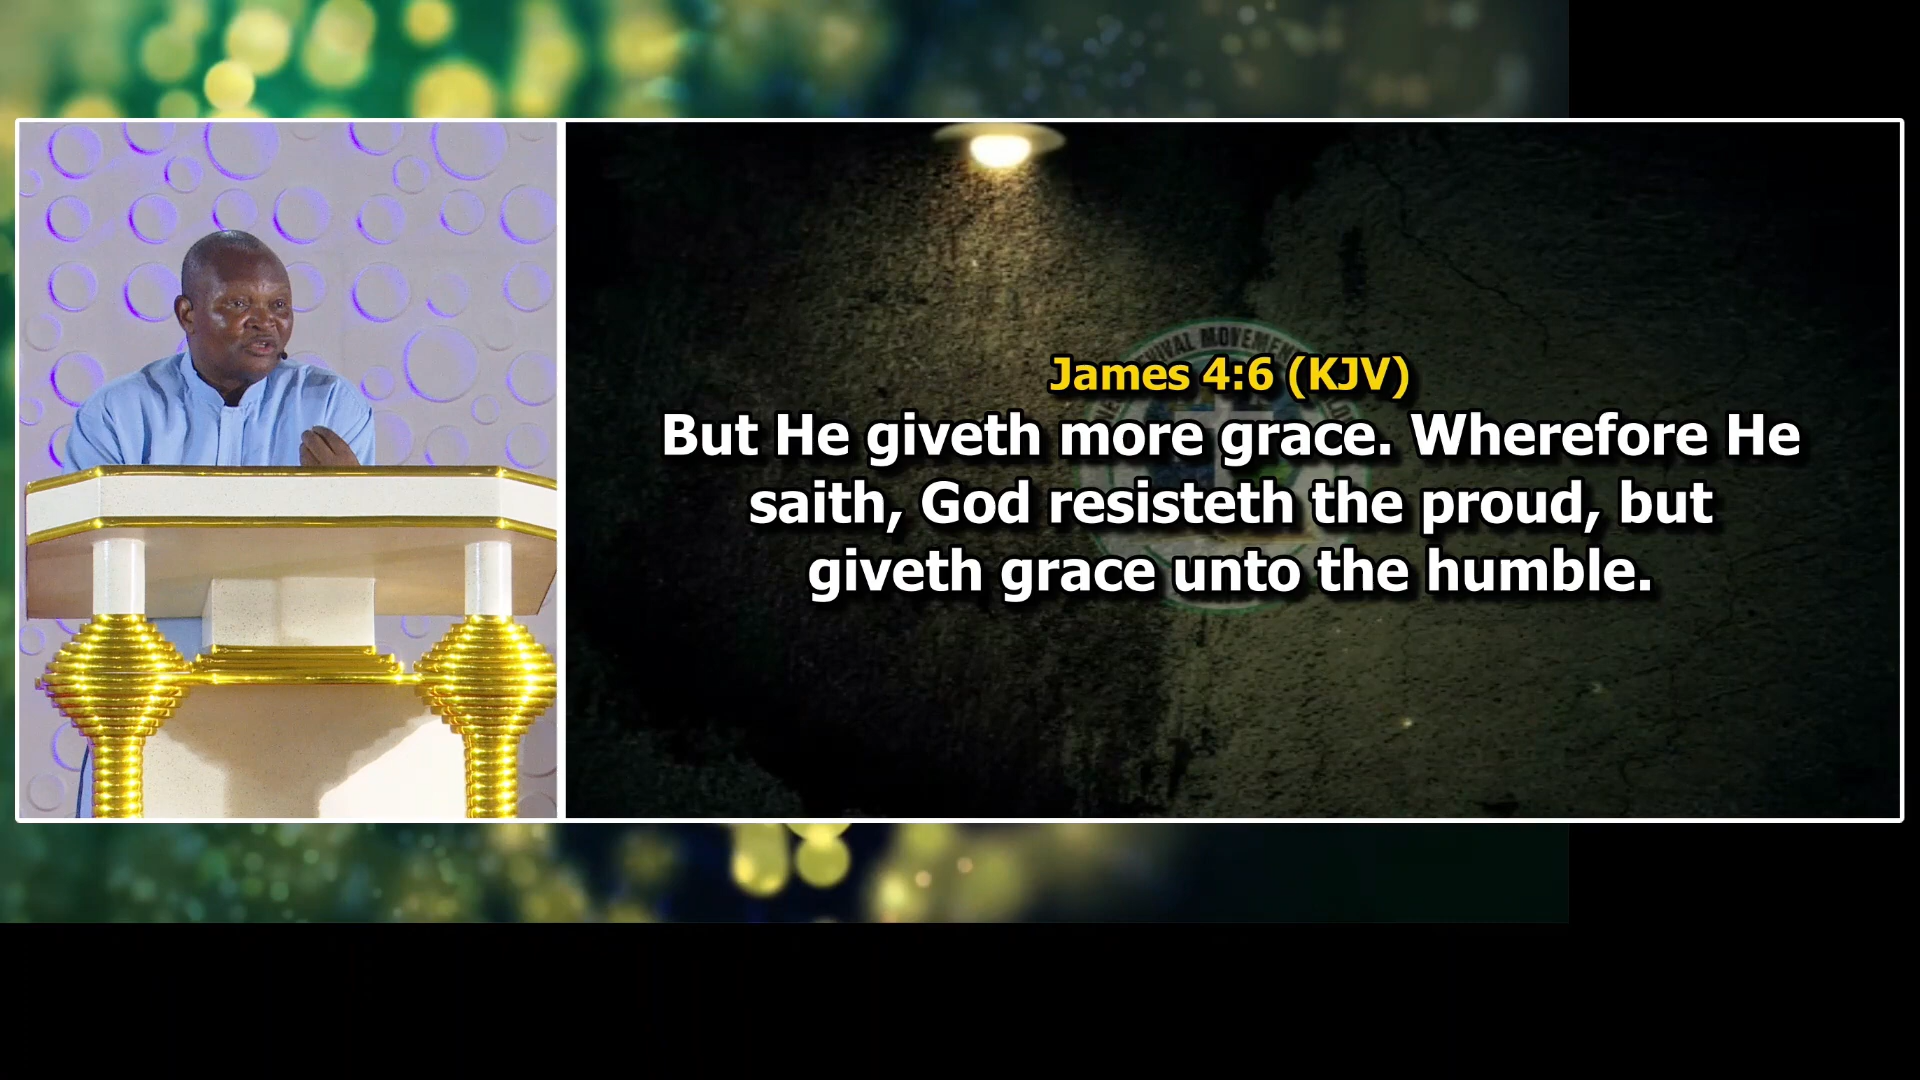 James 4:6 (KJV)
But He giveth more grace. Wherefore He
saith, God resisteth the proud, but
giveth grace unto the humble.